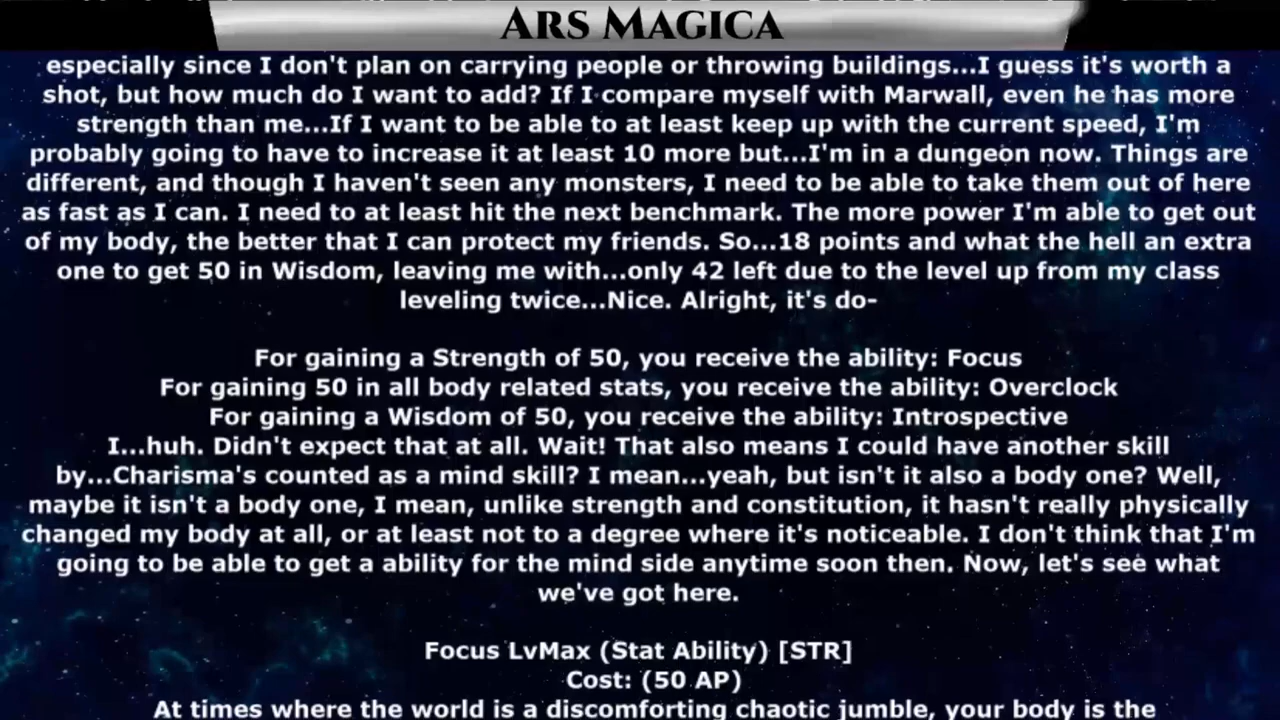 Ars Magica
especially since I don't plan on carrying people or throwing buildings...I guess it's worth a
shot, but how much do I want to add? If I compare myself with Marwall, even he has more
strength than me...If I want to be able to at least keep up with the current speed, I'm
probably going to have to increase it at least 10 more but...I'm in a dungeon now. Things are
different, and though I haven't seen any monsters, I need to be able to take them out of here
as fast as I can. I need to at least hit the next benchmark. The more power I'm able to get out
of my body, the better that I can protect my friends. So...18 points and what the hell an extra
one to get 50 in Wisdom, leaving me with...only 42 left due to the level up from my class
leveling twice...Nice. Alright, it's do-
For gaining a Strength of 50, you receive the ability: Focus
For gaining 50 in all body related stats, you receive the ability: Overclock
For gaining a Wisdom of 50, you receive the ability: Introspective
I...huh. Didn't expect that at all. Wait! That also means I could have another skill
by...Charisma's counted as a mind skill? I mean...yeah, but isn't it also a body one? Well,
maybe it isn't a body one, I mean, unlike strength and constitution, it hasn't really physically
changed my body at all, or at least not to a degree where it's noticeable. I don't think that I'm
going to be able to get a ability for the mind side anytime soon then. Now, let's see what
we've got here.
Focus LvMax (Stat Ability) [STR]
Cost: (50 AP)
At times where the world is a discomforting chaotic jumble, your body is the